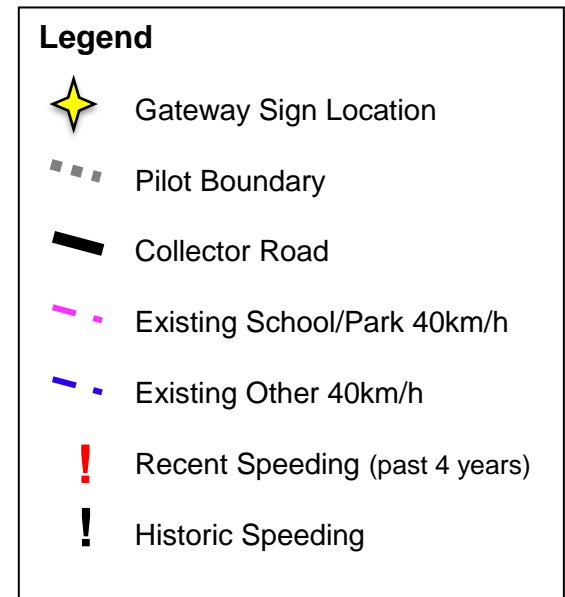 Legend
Gateway Sign Location
Pilot Boundary
Collector Road
Existing School/Park 40km/h
Existing Other 40km/h
! Recent Speeding (past 4 years)
! Historic Speeding